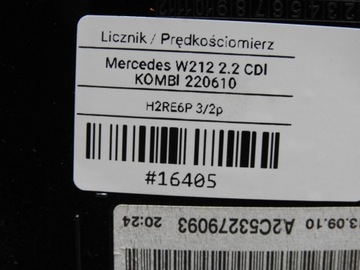 Licznik / Prędkościomierz
Mercedes W212 2.2 CDI
KOMBI 220610
H2RE6P 3/2p
#16405
3.09.10 A2C53279093
20:24